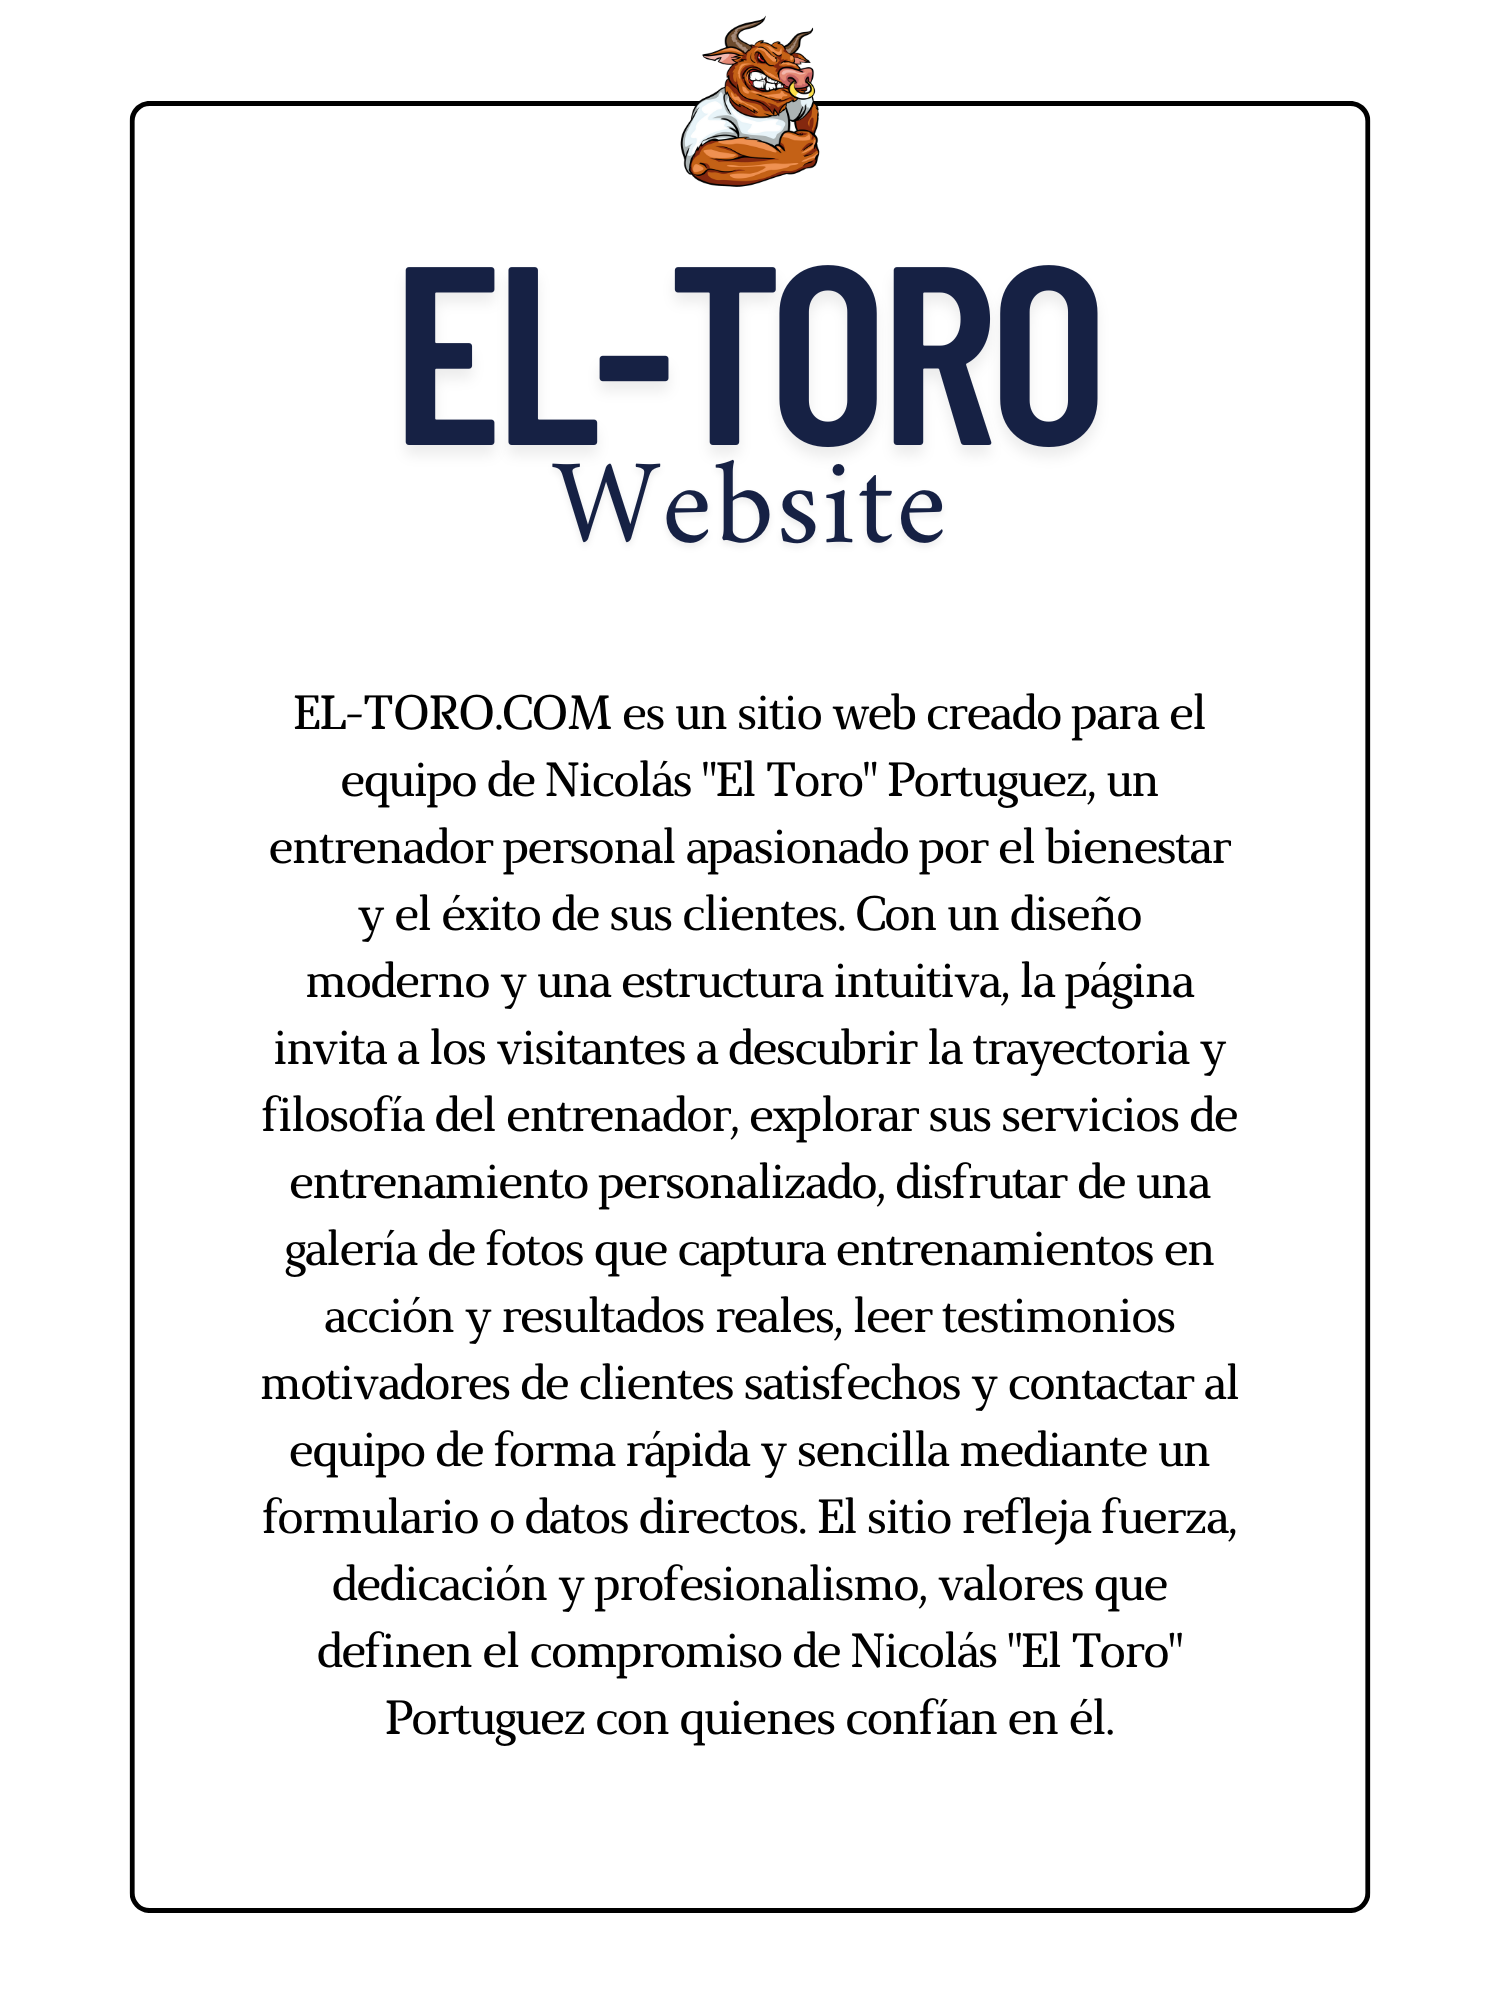 EL-TORO
Website
EL-TORO.COM es un sitio web creado para el
equipo de Nicolás "El Toro" Portuguez, un
entrenador personal apasionado por el bienestar
y el éxito de sus clientes. Con un diseño
moderno y una estructura intuitiva, la página
invita a los visitantes a descubrir la trayectoria y
filosofía del entrenador, explorar sus servicios de
entrenamiento personalizado, disfrutar de una
galería de fotos que captura entrenamientos en
acción y resultados reales, leer testimonios
motivadores de clientes satisfechos y contactar al
equipo de forma rápida y sencilla mediante un
formulario o datos directos. El sitio refleja fuerza,
dedicación y profesionalismo, valores que
definen el compromiso de Nicolás "El Toro"
Portuguez con quienes confían en él.